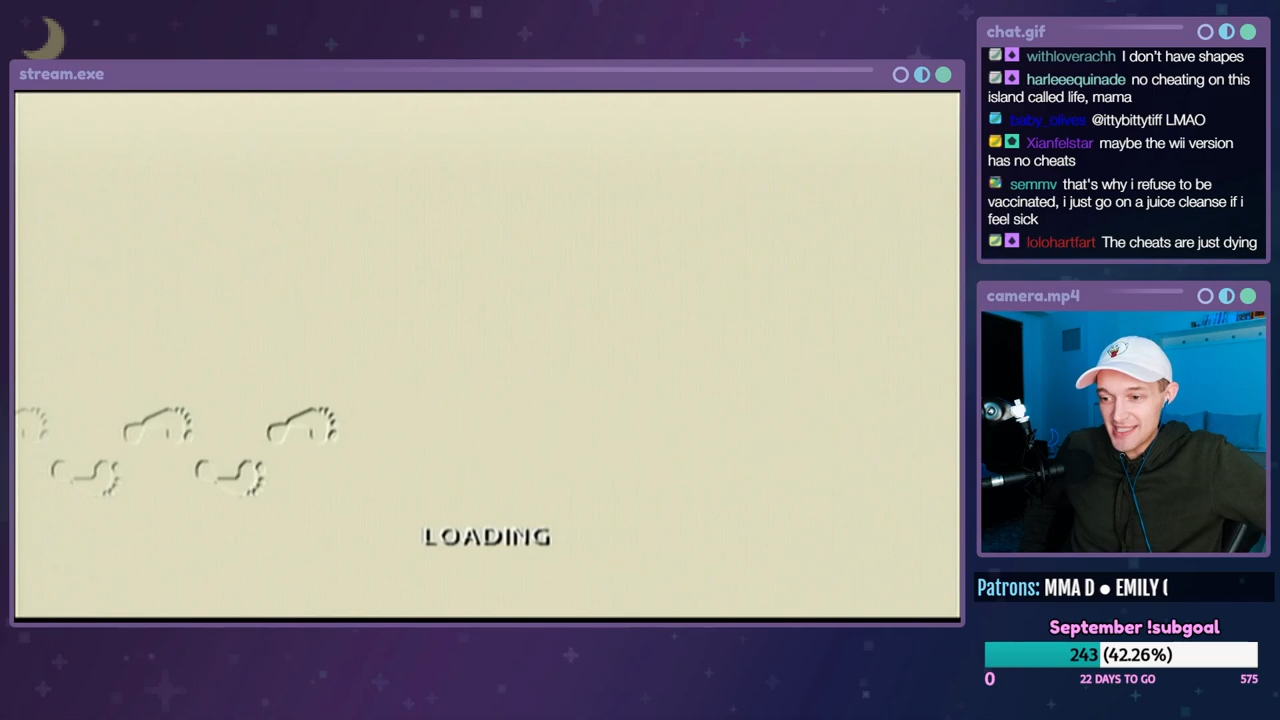 stream.exe
LOADING
chat.gif
withloverachh I don't have shapes
harleeequinade no cheating on this
island called life, mama
baby_olives @ittybittytiff LMAO
Xianfelstar maybe the wii version
has no cheats
semmv that's why i refuse to be
vaccinated, i just go on a juice cleanse if i
feel sick
lolohartfart The cheats are just dying
camera.mp4
Patrons: MMA D ● EMILY (
September !subgoal
243 (42.26%)
0 22 DAYS TO GO 575